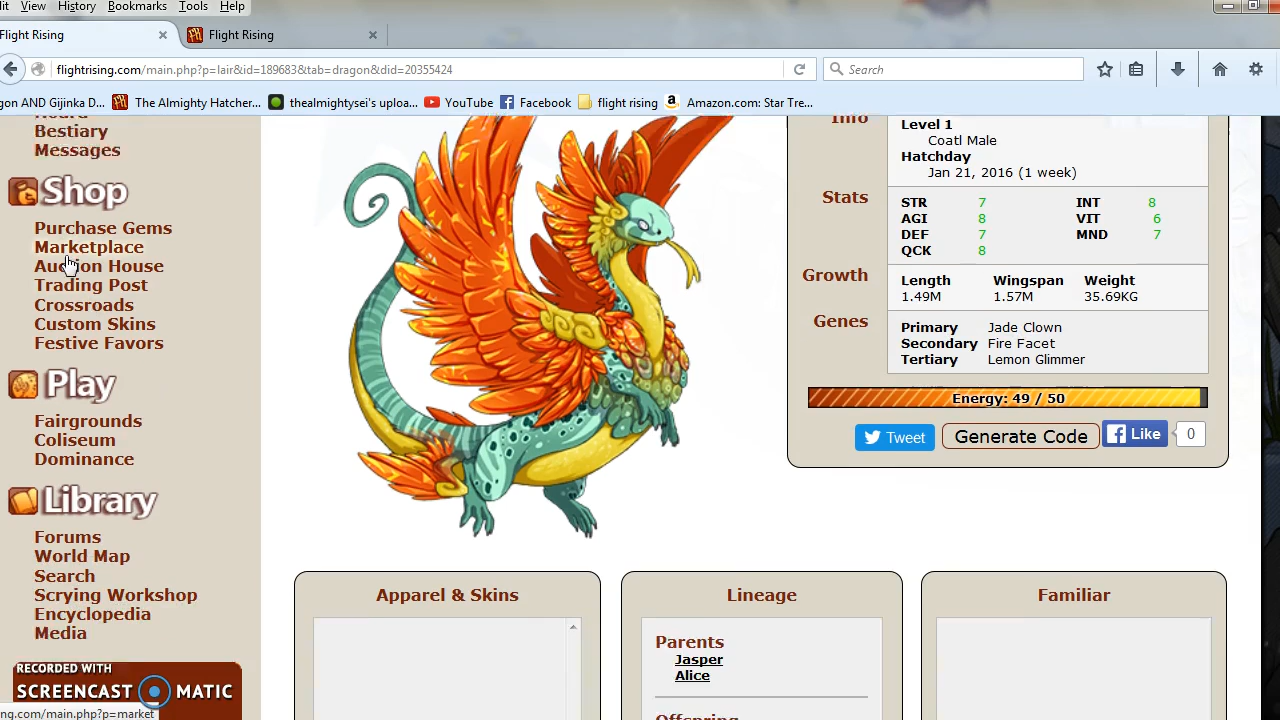 lit View History Bookmarks Tools Help
Flight Rising × Flight Rising ×
flightrising.com/main.php?p=lair&id=189683&tab=dragon&did=20355424 Search
gon AND Gijinka D... The Almighty Hatcher... thealmightysei's uploa... YouTube Facebook flight rising Amazon.com: Star Tre...
Hoard
Bestiary
Messages
Shop
Purchase Gems
Marketplace
Auction House
Trading Post
Crossroads
Custom Skins
Festive Favors
Play
Fairgrounds
Coliseum
Dominance
Library
Forums
World Map
Search
Scrying Workshop
Encyclopedia
Media
RECORDED WITH
SCREENCAST MATIC
ng.com/main.php?p=market
Info
Level 1
Coatl Male
Hatchday
Jan 21, 2016 (1 week)
Stats
STR 7 INT 8
AGI 8 VIT 6
DEF 7 MND 7
QCK 8
Growth
Length Wingspan Weight
1.49M 1.57M 35.69KG
Genes
Primary Jade Clown
Secondary Fire Facet
Tertiary Lemon Glimmer
Energy: 49 / 50
Tweet Generate Code Like 0
Apparel & Skins
Lineage
Parents
Jasper
Alice
Offspring
Familiar